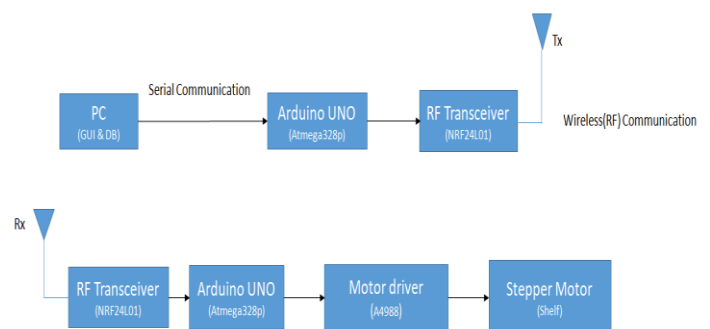 Tx
Serial Communication
PC
(GUI & DB)
Arduino UNO
(Atmega328p)
RF Transceiver
(NRF24L01)
Wireless(RF) Communication
Rx
RF Transceiver
(NRF24L01)
Arduino UNO
(Atmega328p)
Motor driver
(A4988)
Stepper Motor
(Shelf)